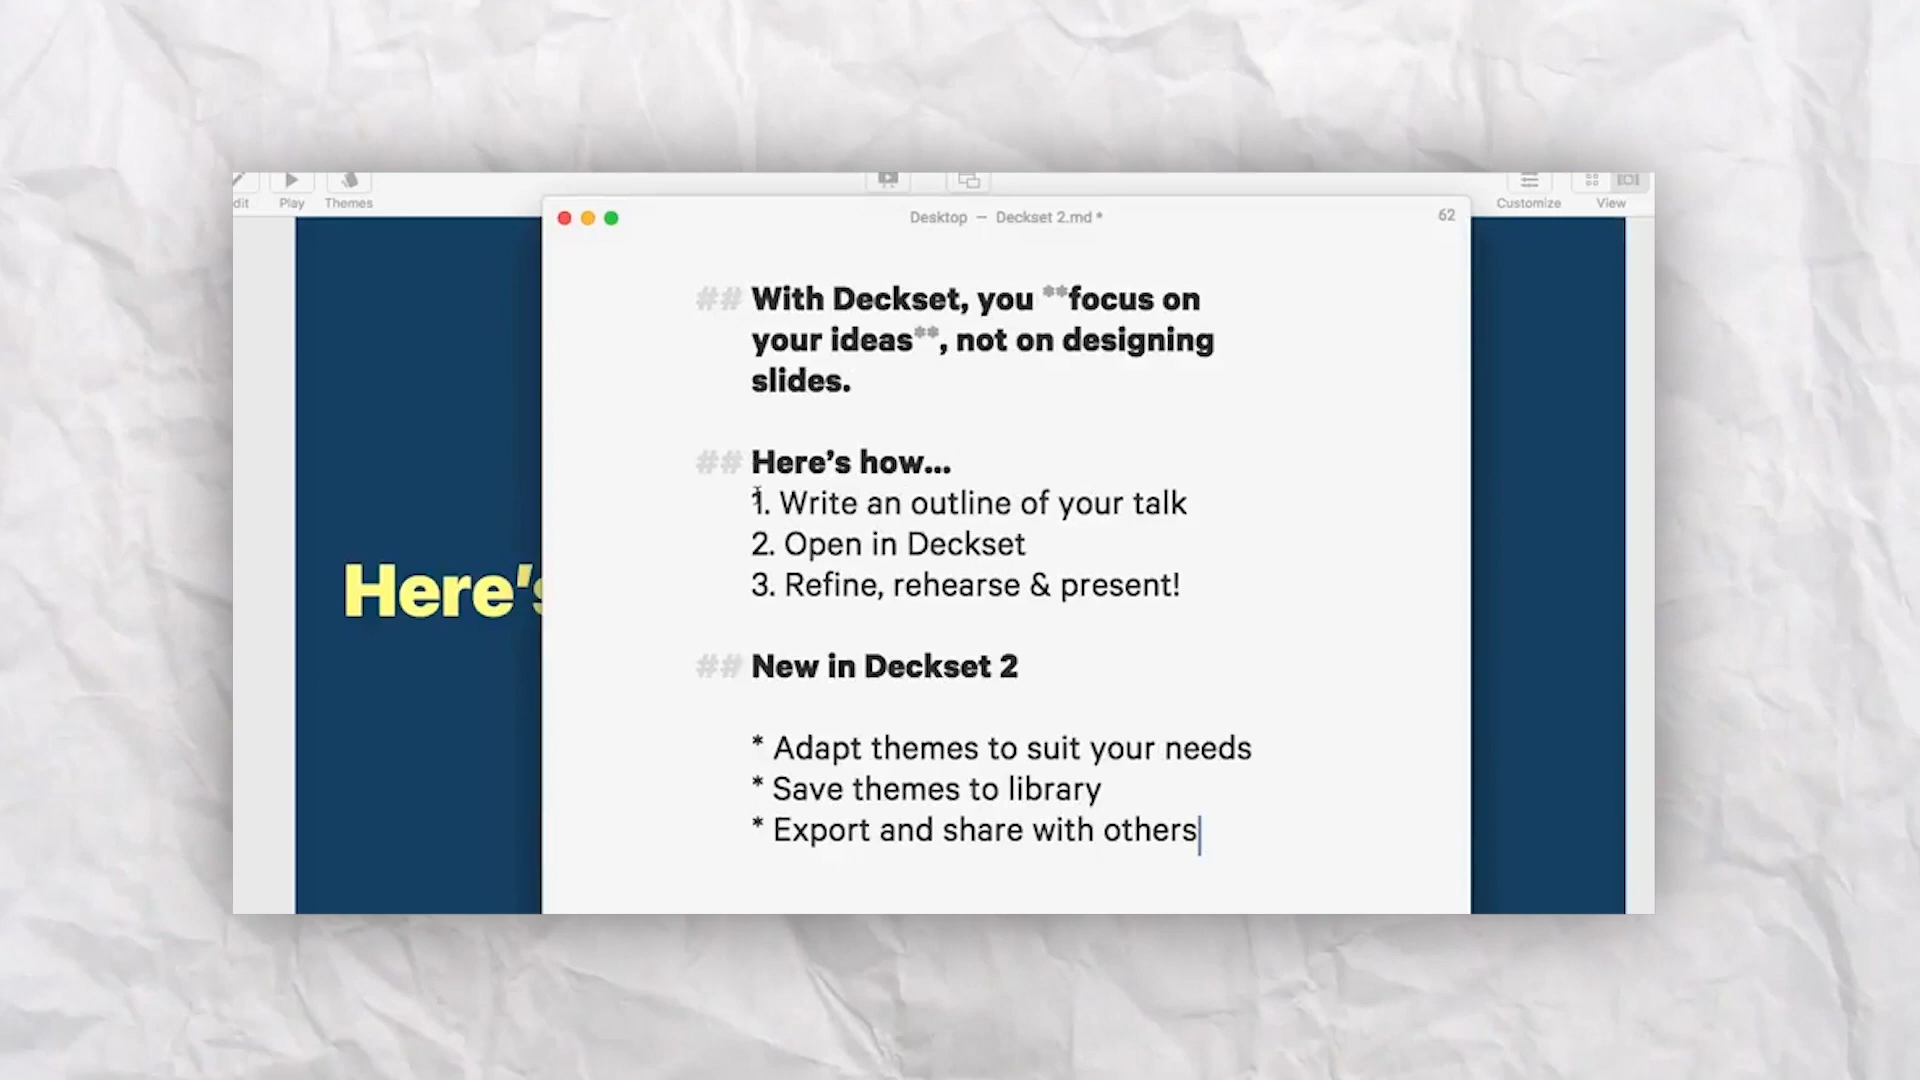 dit
Play
Themes
Customize
View
Desktop — Deckset 2.md *
62
## With Deckset, you **focus on
your ideas**, not on designing
slides.
## Here’s how...
1. Write an outline of your talk
2. Open in Deckset
3. Refine, rehearse & present!
## New in Deckset 2
* Adapt themes to suit your needs
* Save themes to library
* Export and share with others
Here’s